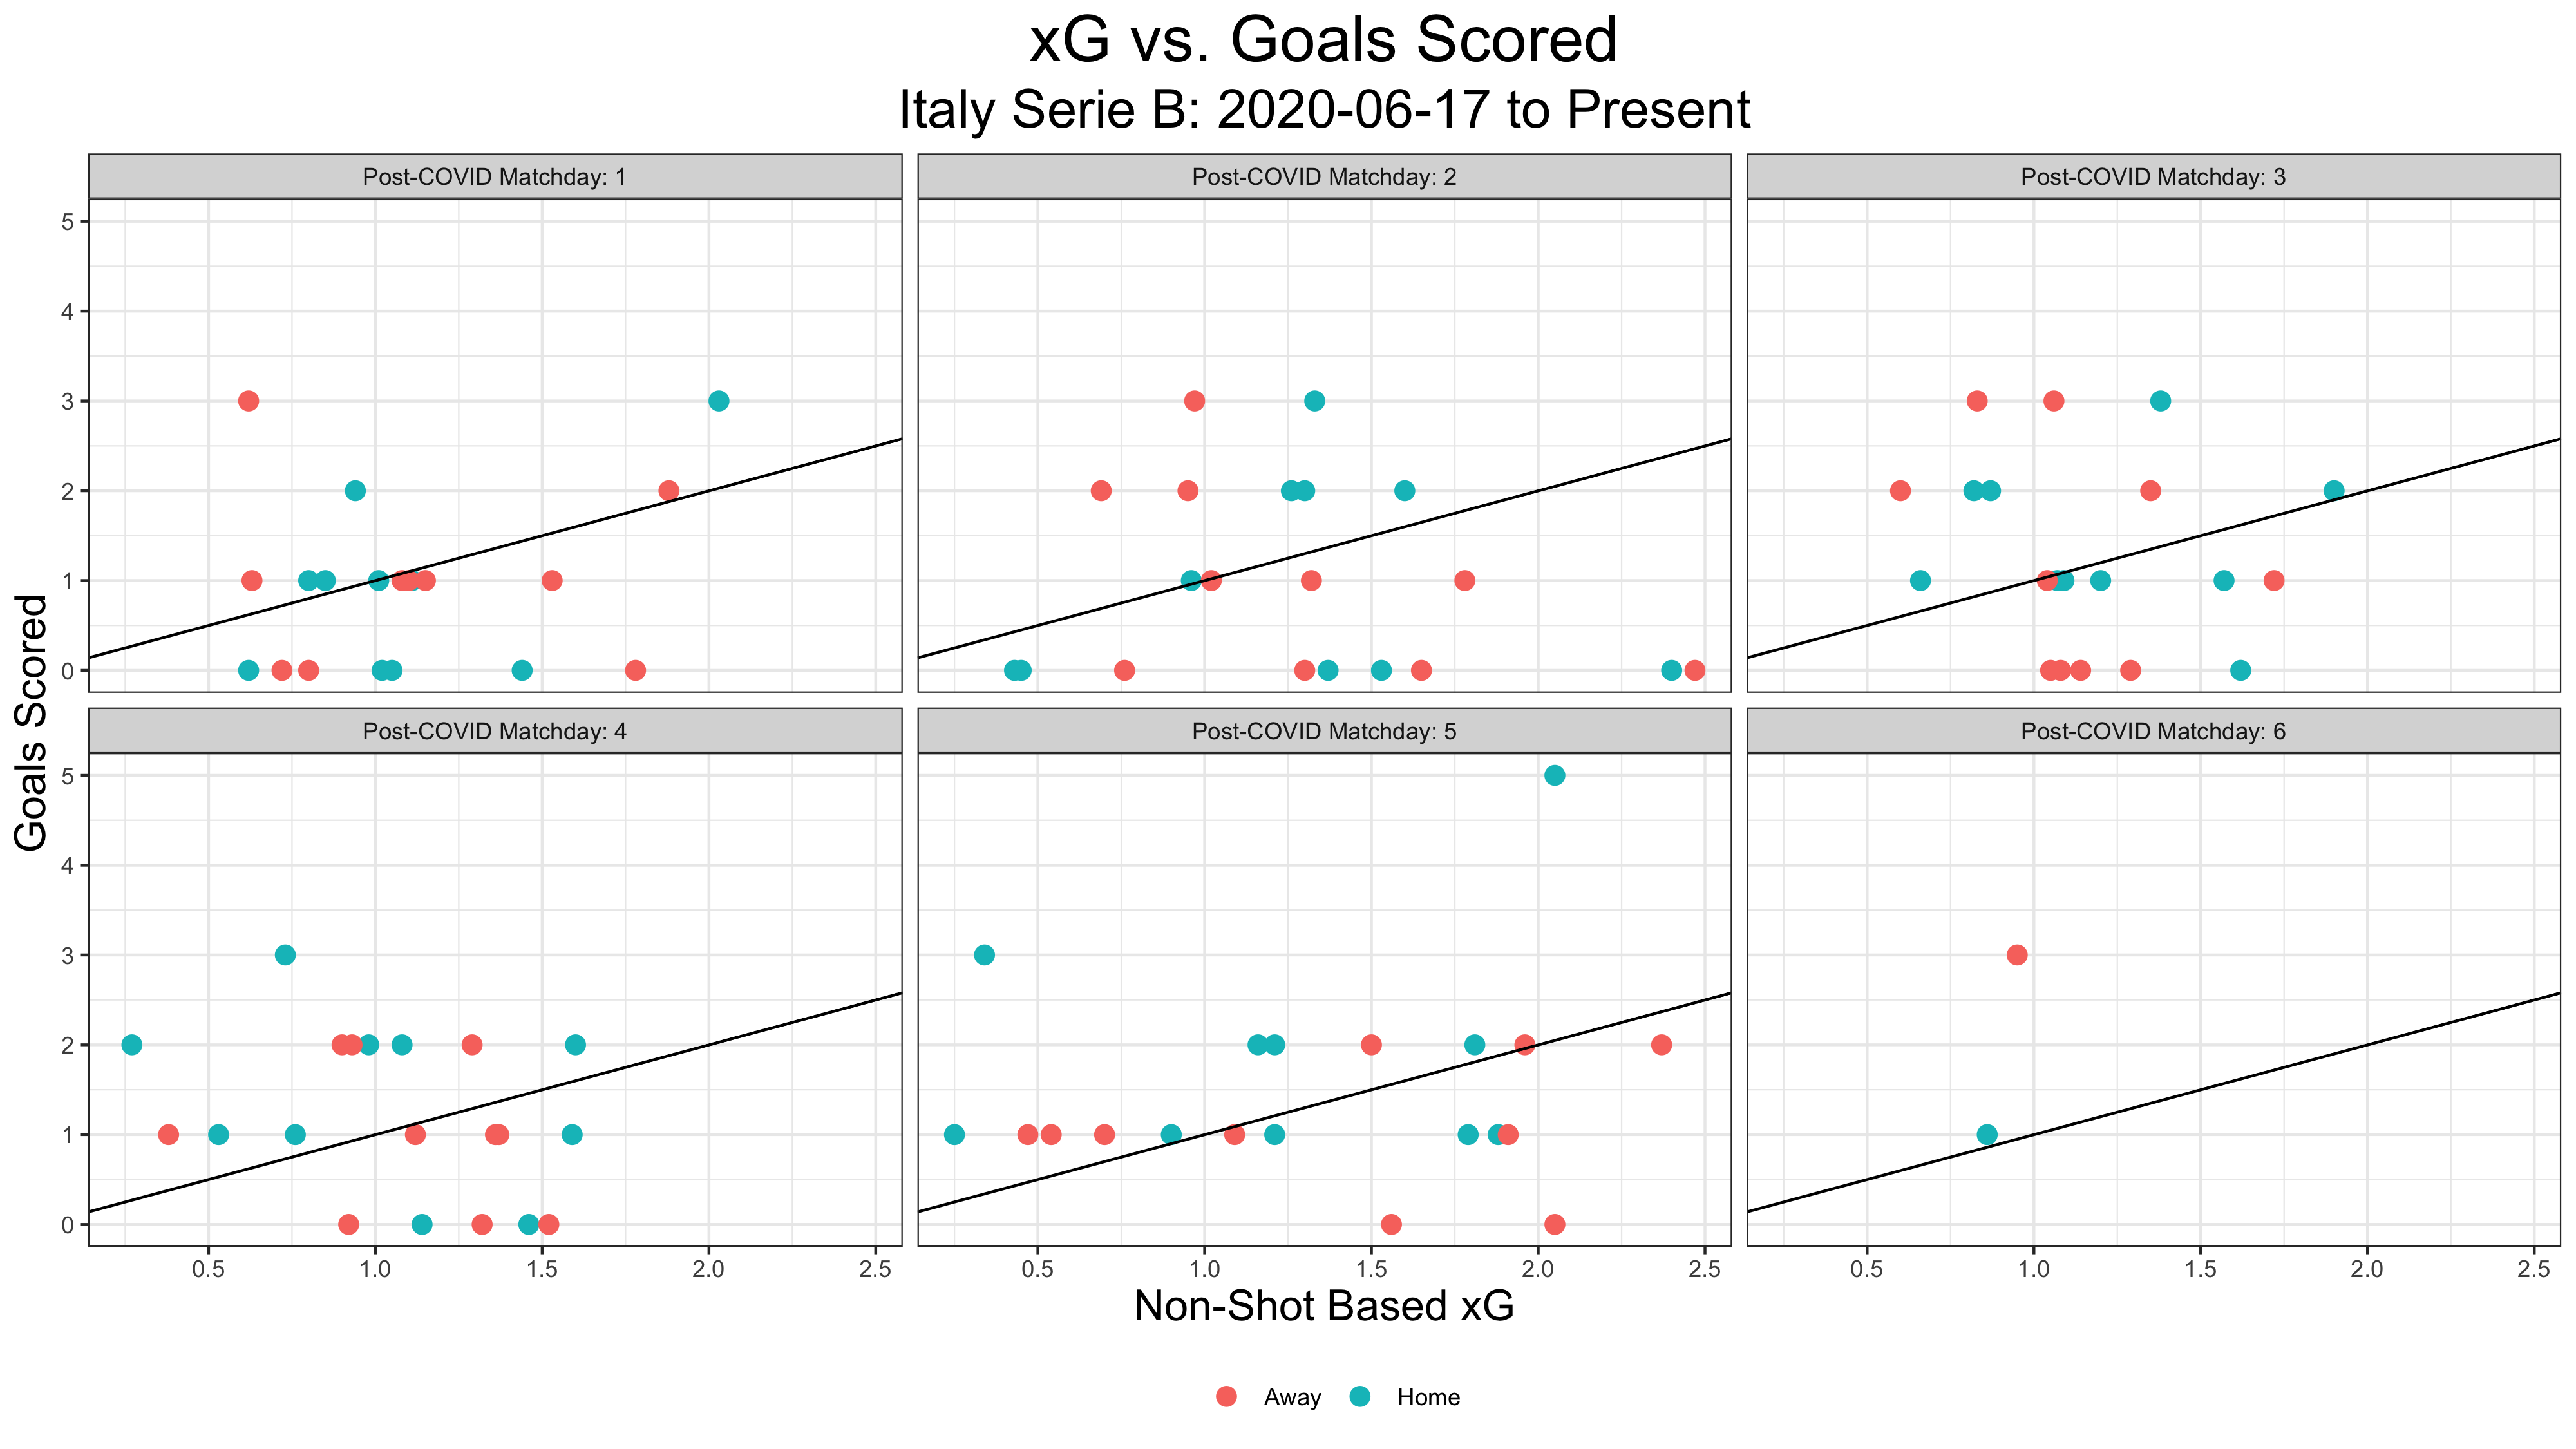 xG vs. Goals Scored
Italy Serie B: 2020-06-17 to Present
Post-COVID Matchday: 1
Post-COVID Matchday: 2
Post-COVID Matchday: 3
5
4
3
2
1
0
Goals Scored
Post-COVID Matchday: 4
Post-COVID Matchday: 5
Post-COVID Matchday: 6
5
4
3
2
1
0
0.5 1.0 1.5 2.0 2.5
0.5 1.0 1.5 2.0 2.5
0.5 1.0 1.5 2.0 2.5
Non-Shot Based xG
Away Home